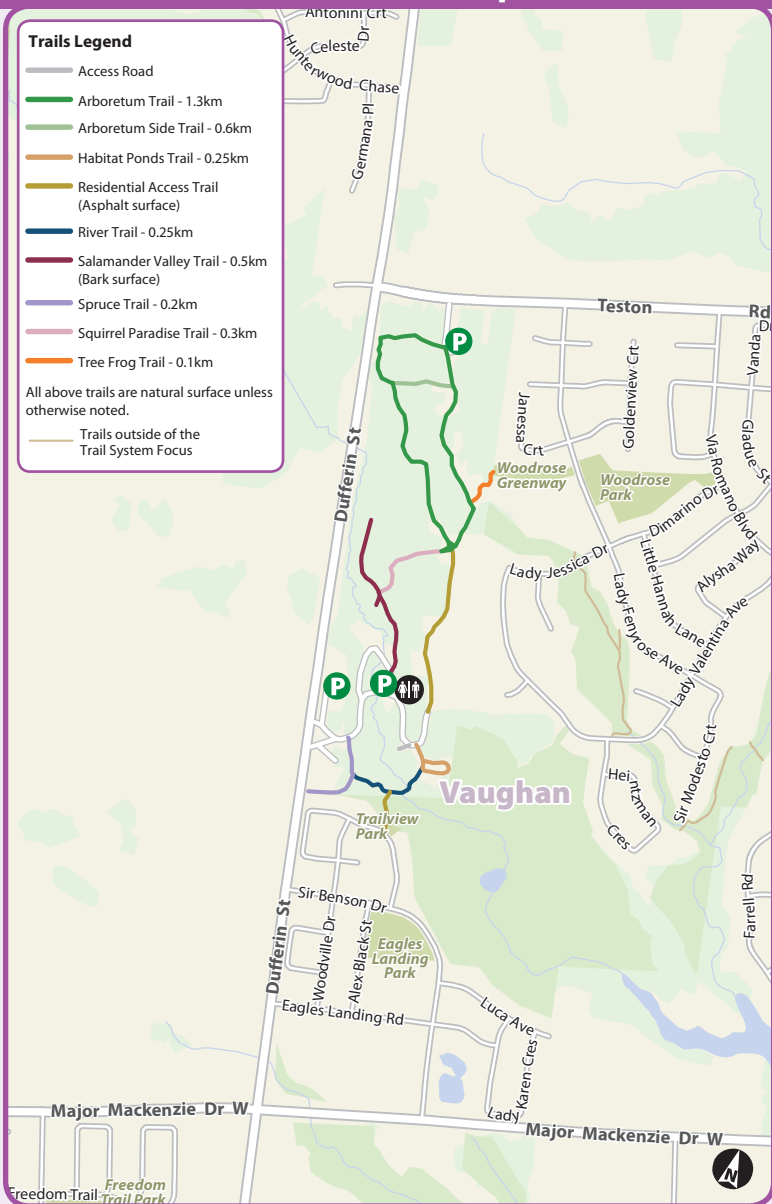 Trails Legend
Access Road
Arboretum Trail - 1.3km
Arboretum Side Trail - 0.6km
Habitat Ponds Trail - 0.25km
Residential Access Trail
(Asphalt surface)
River Trail - 0.25km
Salamander Valley Trail - 0.5km
(Bark surface)
Spruce Trail - 0.2km
Squirrel Paradise Trail - 0.3km
Tree Frog Trail - 0.1km
All above trails are natural surface unless
otherwise noted.
Trails outside of the
Trail System Focus
Antonini Crt
Celeste Dr
Hunterwood Chase
Germana Pl
Teston Rd
Vanda Dr
P
Goldenview Crt
Janessa Crt
Gladue St
Via Romano Blvd
Dufferin St
Woodrose
Greenway
Woodrose
Park
Dimarino Dr
Lady Jessica Dr
Little Hannah Lane
Alysha Way
Lady Fenyrose Ave
Lady Valentina Ave
P
P
Sir Modesto Crt
Heintzman Cres
Vaughan
Trailview
Park
Farrell Rd
Sir Benson Dr
Dufferin St
Woodville Dr
Alex Black St
Eagles
Landing
Park
Eagles Landing Rd
Luca Ave
Lady Karen Cres
Major Mackenzie Dr W
Major Mackenzie Dr W
Freedom Trail
Freedom
Trail Park
N